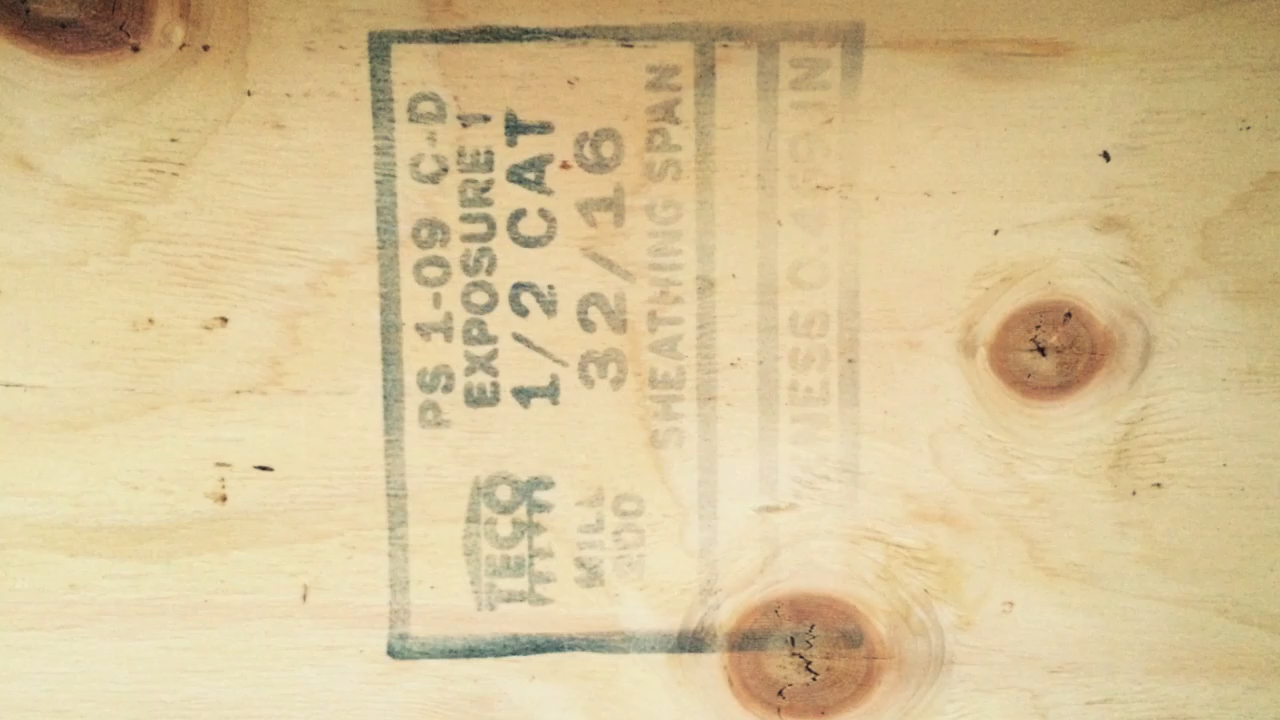 PS 1-09 C-D
EXPOSURE 1
1/2 CAT
32/16
SHEATHING SPAN
TECO
MILL